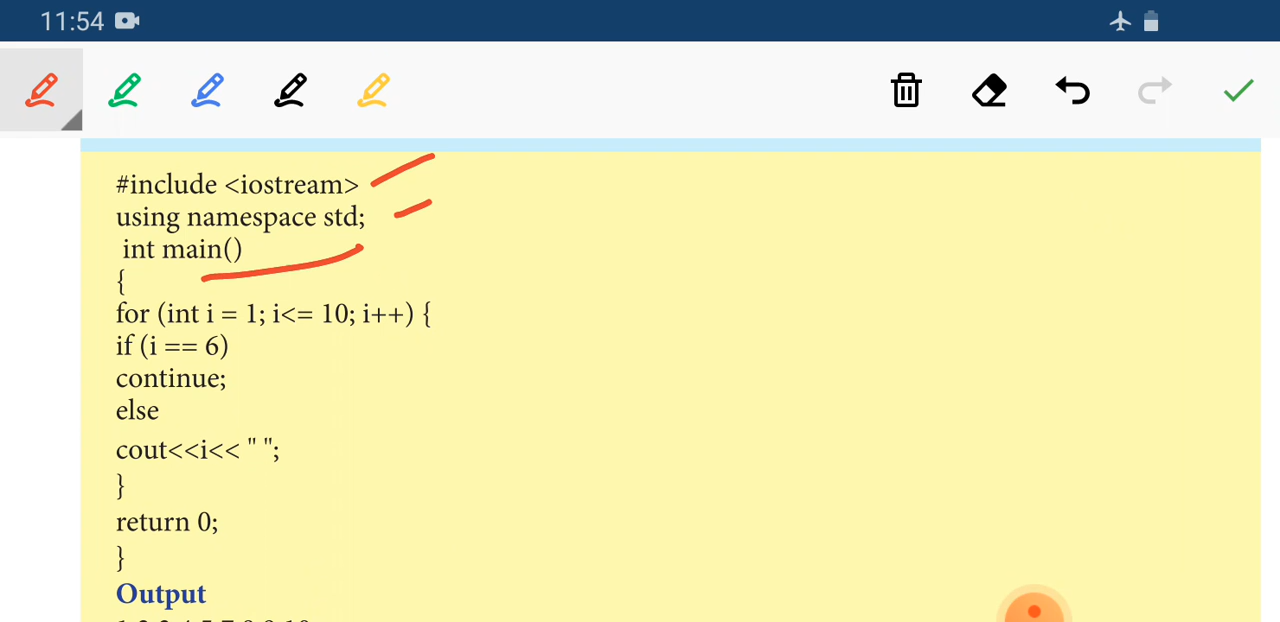 11:54
#include <iostream>
using namespace std;
int main()
{
for (int i = 1; i<= 10; i++) {
if (i == 6)
continue;
else
cout<<i<< " ";
}
return 0;
}
Output